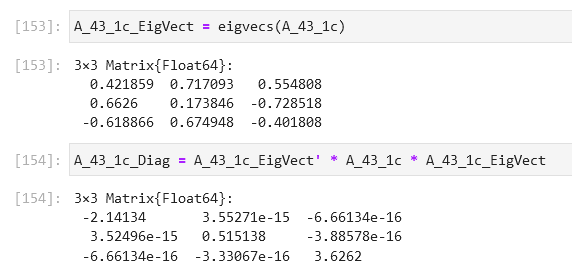 [153]: A_43_1c_EigVect = eigvecs(A_43_1c)
[153]: 3×3 Matrix{Float64}:
0.421859 0.717093 0.554808
0.6626 0.173846 -0.728518
-0.618866 0.674948 -0.401808
[154]: A_43_1c_Diag = A_43_1c_EigVect' * A_43_1c * A_43_1c_EigVect
[154]: 3×3 Matrix{Float64}:
-2.14134 3.55271e-15 -6.66134e-16
3.52496e-15 0.515138 -3.88578e-16
-6.66134e-16 -3.33067e-16 3.6262